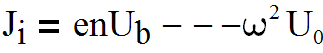 Jᵢ = enU_b − − −ω² U₀